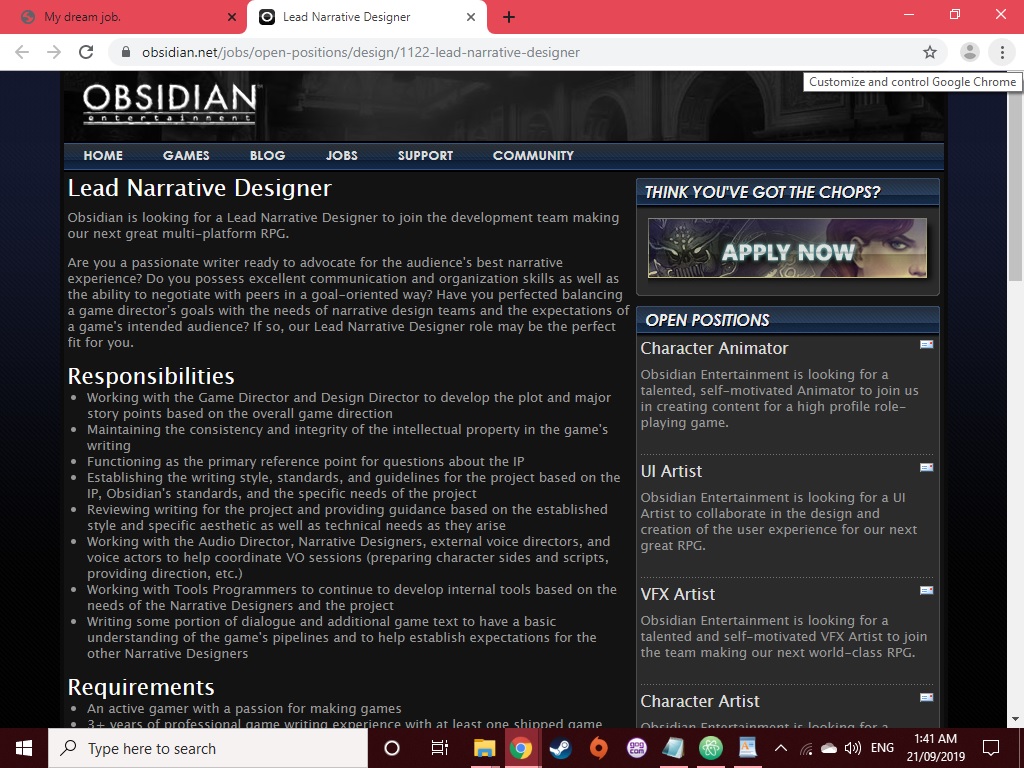 My dream job.
Lead Narrative Designer
obsidian.net/jobs/open-positions/design/1122-lead-narrative-designer
Customize and control Google Chrome
OBSIDIAN
entertainment
HOME GAMES BLOG JOBS SUPPORT COMMUNITY
Lead Narrative Designer
Obsidian is looking for a Lead Narrative Designer to join the development team making
our next great multi-platform RPG.
Are you a passionate writer ready to advocate for the audience's best narrative
experience? Do you possess excellent communication and organization skills as well as
the ability to negotiate with peers in a goal-oriented way? Have you perfected balancing
a game director's goals with the needs of narrative design teams and the expectations of
a game's intended audience? If so, our Lead Narrative Designer role may be the perfect
fit for you.
Responsibilities
• Working with the Game Director and Design Director to develop the plot and major
story points based on the overall game direction
• Maintaining the consistency and integrity of the intellectual property in the game's
writing
• Functioning as the primary reference point for questions about the IP
• Establishing the writing style, standards, and guidelines for the project based on the
IP, Obsidian's standards, and the specific needs of the project
• Reviewing writing for the project and providing guidance based on the established
style and specific aesthetic as well as technical needs as they arise
• Working with the Audio Director, Narrative Designers, external voice directors, and
voice actors to help coordinate VO sessions (preparing character sides and scripts,
providing direction, etc.)
• Working with Tools Programmers to continue to develop internal tools based on the
needs of the Narrative Designers and the project
• Writing some portion of dialogue and additional game text to have a basic
understanding of the game's pipelines and to help establish expectations for the
other Narrative Designers
Requirements
• An active gamer with a passion for making games
• 3+ years of professional game writing experience with at least one shipped game
THINK YOU'VE GOT THE CHOPS?
APPLY NOW
OPEN POSITIONS
Character Animator
Obsidian Entertainment is looking for a
talented, self-motivated Animator to join us
in creating content for a high profile role-
playing game.
UI Artist
Obsidian Entertainment is looking for a UI
Artist to collaborate in the design and
creation of the user experience for our next
great RPG.
VFX Artist
Obsidian Entertainment is looking for a
talented and self-motivated VFX Artist to join
the team making our next world-class RPG.
Character Artist
Obsidian Entertainment is looking for a
Type here to search
gog
com
ENG
1:41 AM
21/09/2019